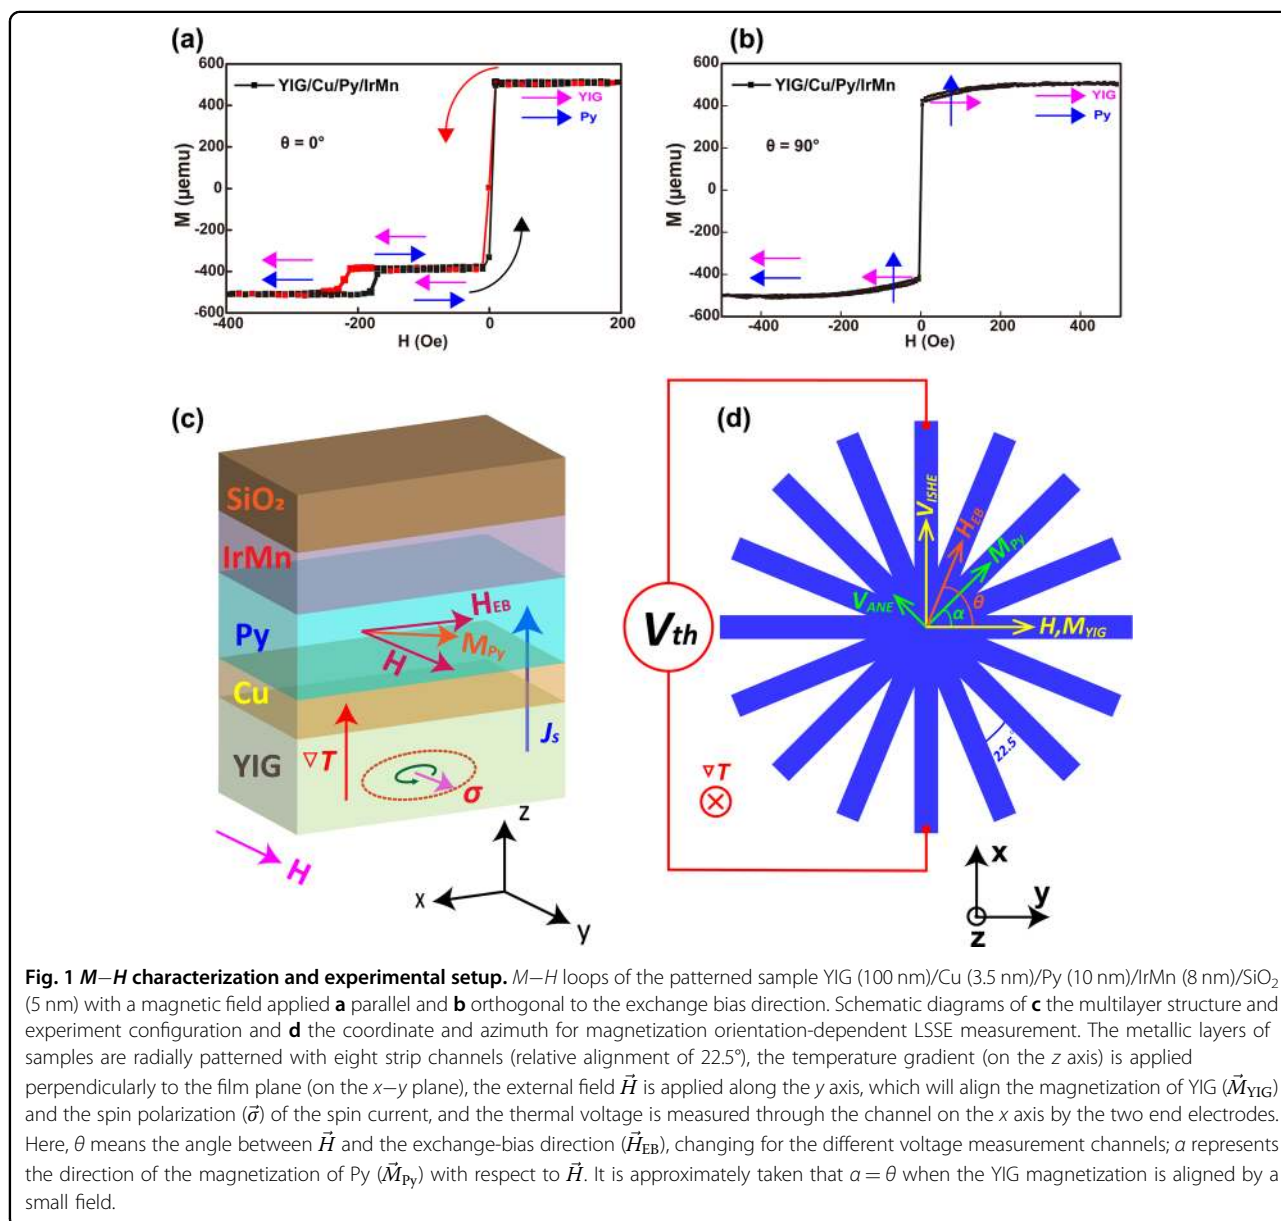 (a)
600
400
200
0
-200
-400
-600
M (μemu)
YIG/Cu/Py/IrMn
YIG
Py
θ = 0°
-400 -200 0 200
H (Oe)
(b)
600
400
200
0
-200
-400
-600
M (μemu)
YIG/Cu/Py/IrMn
YIG
Py
θ = 90°
-400 -200 0 200 400
H (Oe)
(c)
SiO₂
IrMn
Py
Cu
YIG
H_EB
M_Py
H
J_s
∇T
σ
H
z
x
y
(d)
V_ISHE
H_EB
M_Py
V_ANE
α
θ
H,M_YIG
V_th
22.5°
∇T
x
y
z
Fig. 1 M−H characterization and experimental setup. M−H loops of the patterned sample YIG (100 nm)/Cu (3.5 nm)/Py (10 nm)/IrMn (8 nm)/SiO₂
(5 nm) with a magnetic field applied a parallel and b orthogonal to the exchange bias direction. Schematic diagrams of c the multilayer structure and
experiment configuration and d the coordinate and azimuth for magnetization orientation-dependent LSSE measurement. The metallic layers of
samples are radially patterned with eight strip channels (relative alignment of 22.5°), the temperature gradient (on the z axis) is applied
perpendicularly to the film plane (on the x−y plane), the external field H⃗ is applied along the y axis, which will align the magnetization of YIG (M⃗_YIG)
and the spin polarization (σ⃗) of the spin current, and the thermal voltage is measured through the channel on the x axis by the two end electrodes.
Here, θ means the angle between H⃗ and the exchange-bias direction (H⃗_EB), changing for the different voltage measurement channels; α represents
the direction of the magnetization of Py (M⃗_Py) with respect to H⃗. It is approximately taken that α = θ when the YIG magnetization is aligned by a
small field.